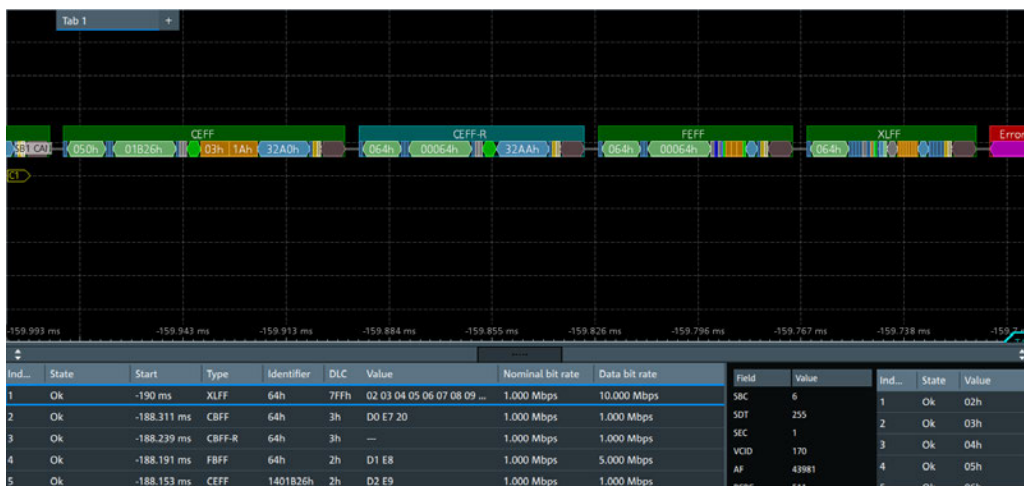 Tab 1 +
CEFF CEFF-R FEFF XLFF Error
SB1 CAN 050h 01B26h 03h 1Ah 32A0h 064h 00064h 32AAh 064h 00064h 064h
C1
-159.993 ms -159.943 ms -159.913 ms -159.884 ms -159.855 ms -159.826 ms -159.796 ms -159.767 ms -159.738 ms
Ind... State Start Type Identifier DLC Value Nominal bit rate Data bit rate
1 Ok -190 ms XLFF 64h 7FFh 02 03 04 05 06 07 08 09 ... 1.000 Mbps 10.000 Mbps
2 Ok -188.311 ms CBFF 64h 3h D0 E7 20 1.000 Mbps 1.000 Mbps
3 Ok -188.239 ms CBFF-R 64h 3h --- 1.000 Mbps 1.000 Mbps
4 Ok -188.191 ms FBFF 64h 2h D1 E8 1.000 Mbps 5.000 Mbps
5 Ok -188.153 ms CEFF 1401B26h 2h D2 E9 1.000 Mbps 1.000 Mbps
Field Value
SBC 6
SDT 255
SEC 1
VCID 170
AF 43981
Ind... State Value
1 Ok 02h
2 Ok 03h
3 Ok 04h
4 Ok 05h